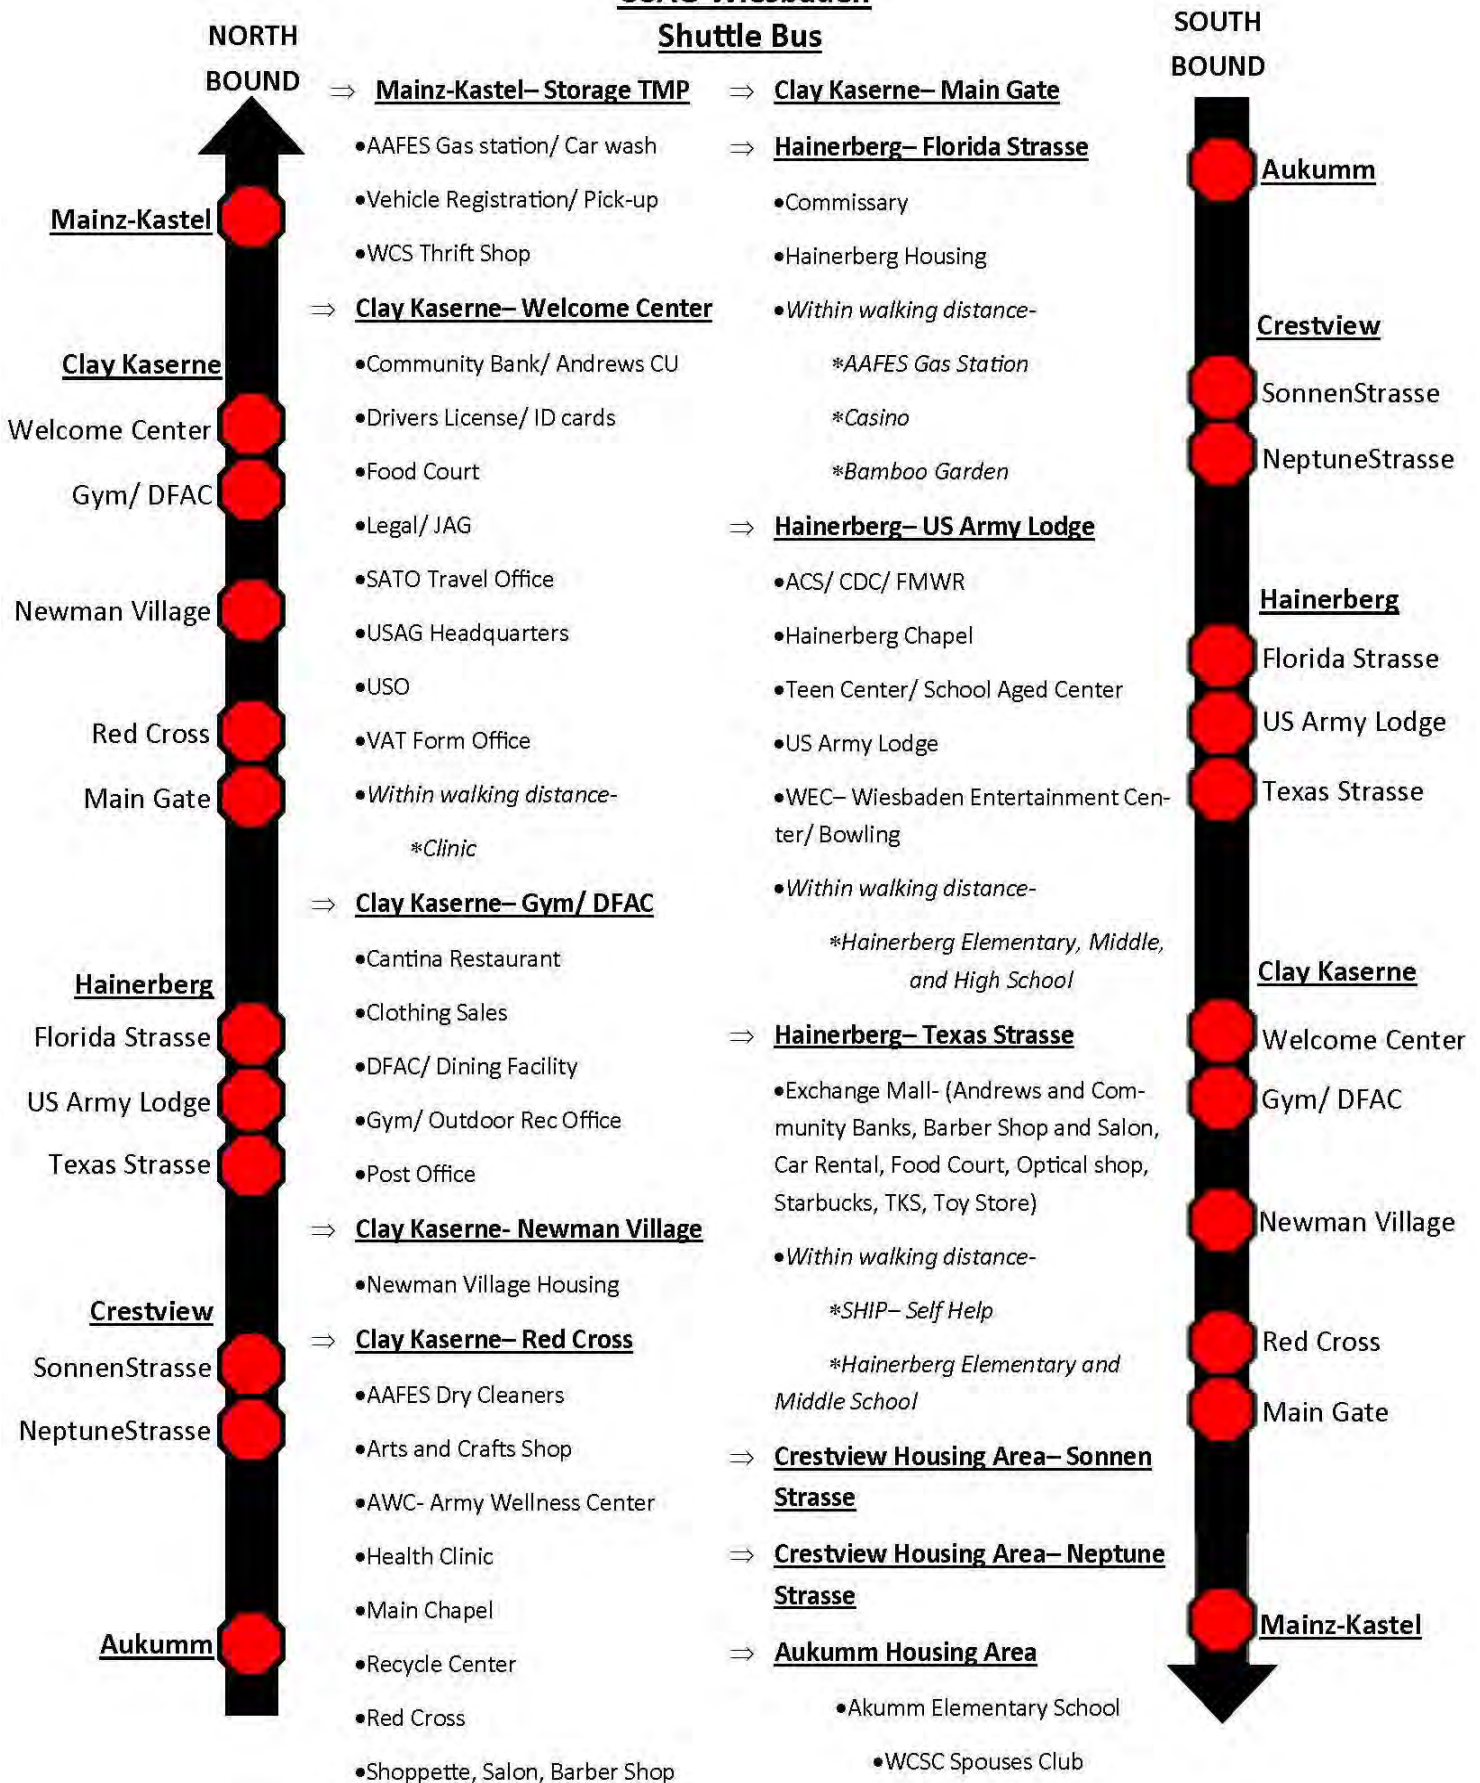 Shuttle Bus
NORTH
BOUND
Mainz-Kastel
Clay Kaserne
Welcome Center
Gym/ DFAC
Newman Village
Red Cross
Main Gate
Hainerberg
Florida Strasse
US Army Lodge
Texas Strasse
Crestview
SonnenStrasse
NeptuneStrasse
Aukumm
⇒ Mainz-Kastel– Storage TMP
•AAFES Gas station/ Car wash
•Vehicle Registration/ Pick-up
•WCS Thrift Shop
⇒ Clay Kaserne– Welcome Center
•Community Bank/ Andrews CU
•Drivers License/ ID cards
•Food Court
•Legal/ JAG
•SATO Travel Office
•USAG Headquarters
•USO
•VAT Form Office
•Within walking distance-
*Clinic
⇒ Clay Kaserne– Gym/ DFAC
•Cantina Restaurant
•Clothing Sales
•DFAC/ Dining Facility
•Gym/ Outdoor Rec Office
•Post Office
⇒ Clay Kaserne- Newman Village
•Newman Village Housing
⇒ Clay Kaserne– Red Cross
•AAFES Dry Cleaners
•Arts and Crafts Shop
•AWC- Army Wellness Center
•Health Clinic
•Main Chapel
•Recycle Center
•Red Cross
•Shoppette, Salon, Barber Shop
⇒ Clay Kaserne– Main Gate
⇒ Hainerberg– Florida Strasse
•Commissary
•Hainerberg Housing
•Within walking distance-
*AAFES Gas Station
*Casino
*Bamboo Garden
⇒ Hainerberg– US Army Lodge
•ACS/ CDC/ FMWR
•Hainerberg Chapel
•Teen Center/ School Aged Center
•US Army Lodge
•WEC– Wiesbaden Entertainment Cen-
ter/ Bowling
•Within walking distance-
*Hainerberg Elementary, Middle,
and High School
⇒ Hainerberg– Texas Strasse
•Exchange Mall- (Andrews and Com-
munity Banks, Barber Shop and Salon,
Car Rental, Food Court, Optical shop,
Starbucks, TKS, Toy Store)
•Within walking distance-
*SHIP– Self Help
*Hainerberg Elementary and
Middle School
⇒ Crestview Housing Area– Sonnen
Strasse
⇒ Crestview Housing Area– Neptune
Strasse
⇒ Aukumm Housing Area
•Akumm Elementary School
•WCSC Spouses Club
SOUTH
BOUND
Aukumm
Crestview
SonnenStrasse
NeptuneStrasse
Hainerberg
Florida Strasse
US Army Lodge
Texas Strasse
Clay Kaserne
Welcome Center
Gym/ DFAC
Newman Village
Red Cross
Main Gate
Mainz-Kastel